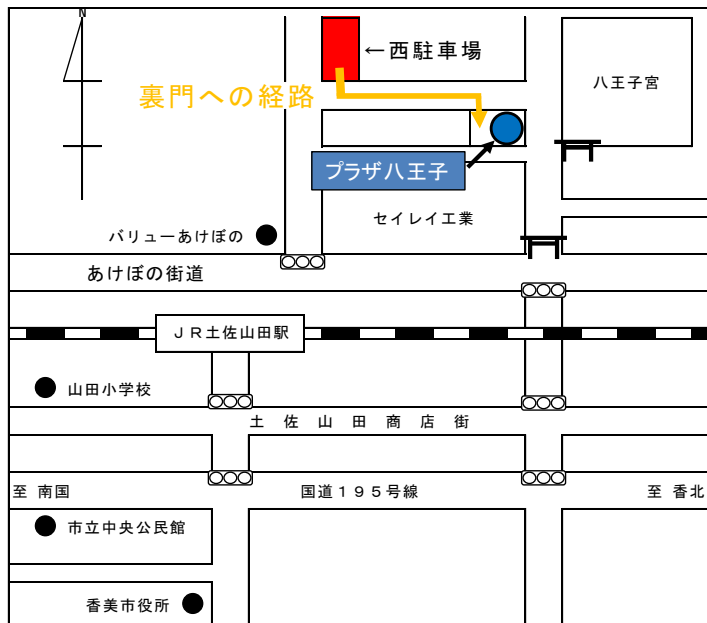 N
←西駐車場
八王子宮
裏門への経路
プラザ八王子
セイレイ工業
バリューあけぼの
あけぼの街道
ＪＲ土佐山田駅
山田小学校
土佐山田商店街
至 南国
国道１９５号線
至 香北
市立中央公民館
香美市役所